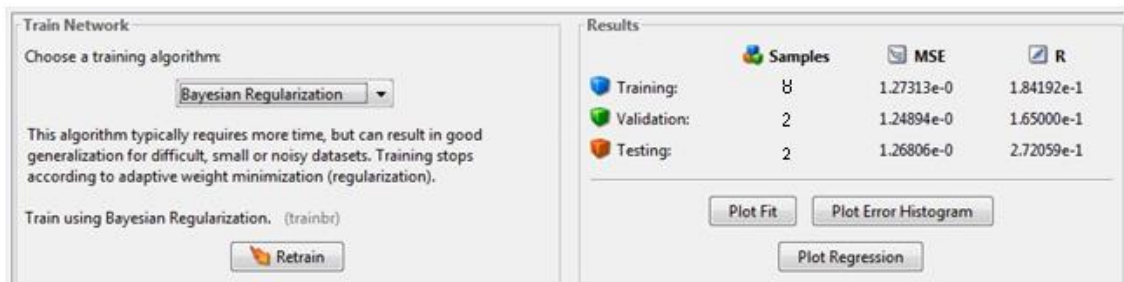 Train Network
Choose a training algorithm:
Bayesian Regularization
This algorithm typically requires more time, but can result in good
generalization for difficult, small or noisy datasets. Training stops
according to adaptive weight minimization (regularization).
Train using Bayesian Regularization. (trainbr)
Retrain
Results
Samples MSE R
Training: 8 1.27313e-0 1.84192e-1
Validation: 2 1.24894e-0 1.65000e-1
Testing: 2 1.26806e-0 2.72059e-1
Plot Fit Plot Error Histogram
Plot Regression